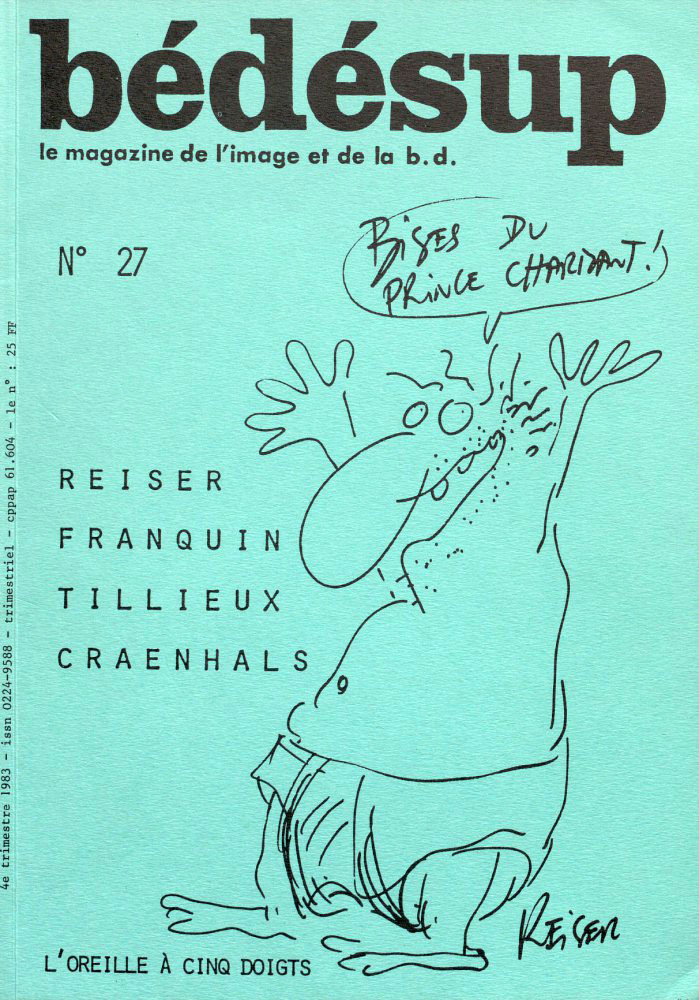 bédésup
le magazine de l'image et de la b.d.
N° 27
BISES DU
PRINCE CHARMANT!
REISER
FRANQUIN
TILLIEUX
CRAENHALS
4e trimestre 1983 - issn 0224-9588 - trimestriel - cppap 61.604 - le n° : 25 FF
REISER
L'OREILLE À CINQ DOIGTS